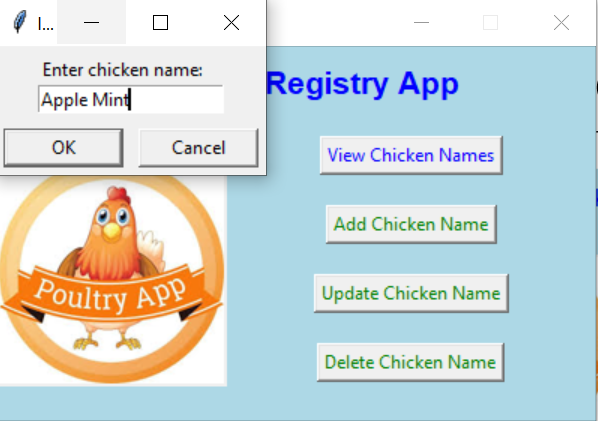 I...
Enter chicken name:
Apple Mint
OK
Cancel
Registry App
View Chicken Names
Add Chicken Name
Update Chicken Name
Delete Chicken Name
Poultry App